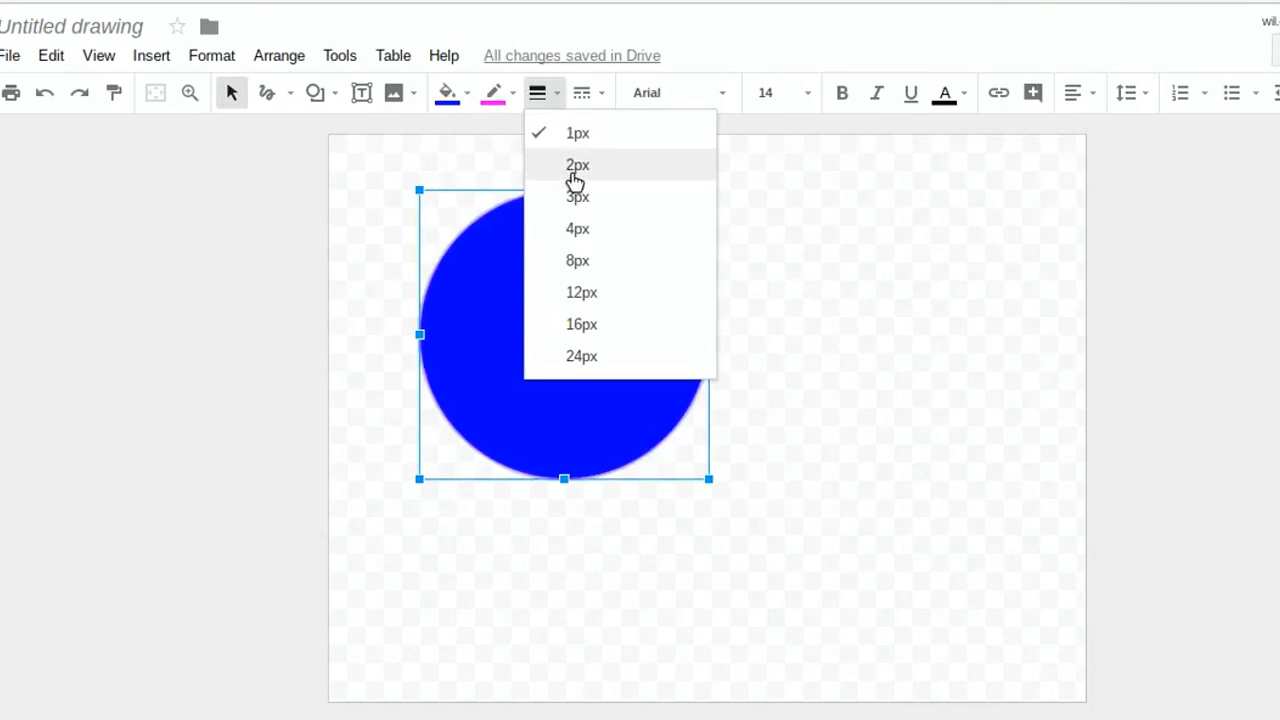 Untitled drawing
wil.
File Edit View Insert Format Arrange Tools Table Help All changes saved in Drive
Arial 14 B I U A
1px
2px
3px
4px
8px
12px
16px
24px